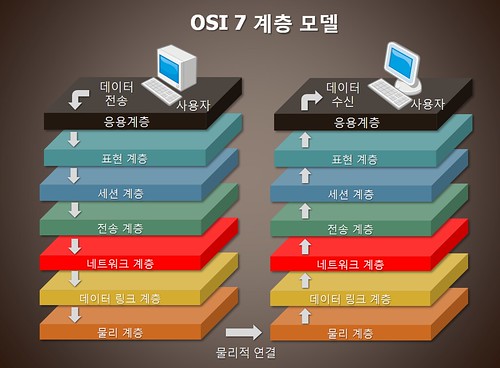 OSI 7 계층 모델
데이터
전송
사용자
응용계층
표현 계층
세션 계층
전송 계층
네트워크 계층
데이터 링크 계층
물리 계층
데이터
수신
사용자
응용계층
표현 계층
세션 계층
전송 계층
네트워크 계층
데이터 링크 계층
물리 계층
물리적 연결